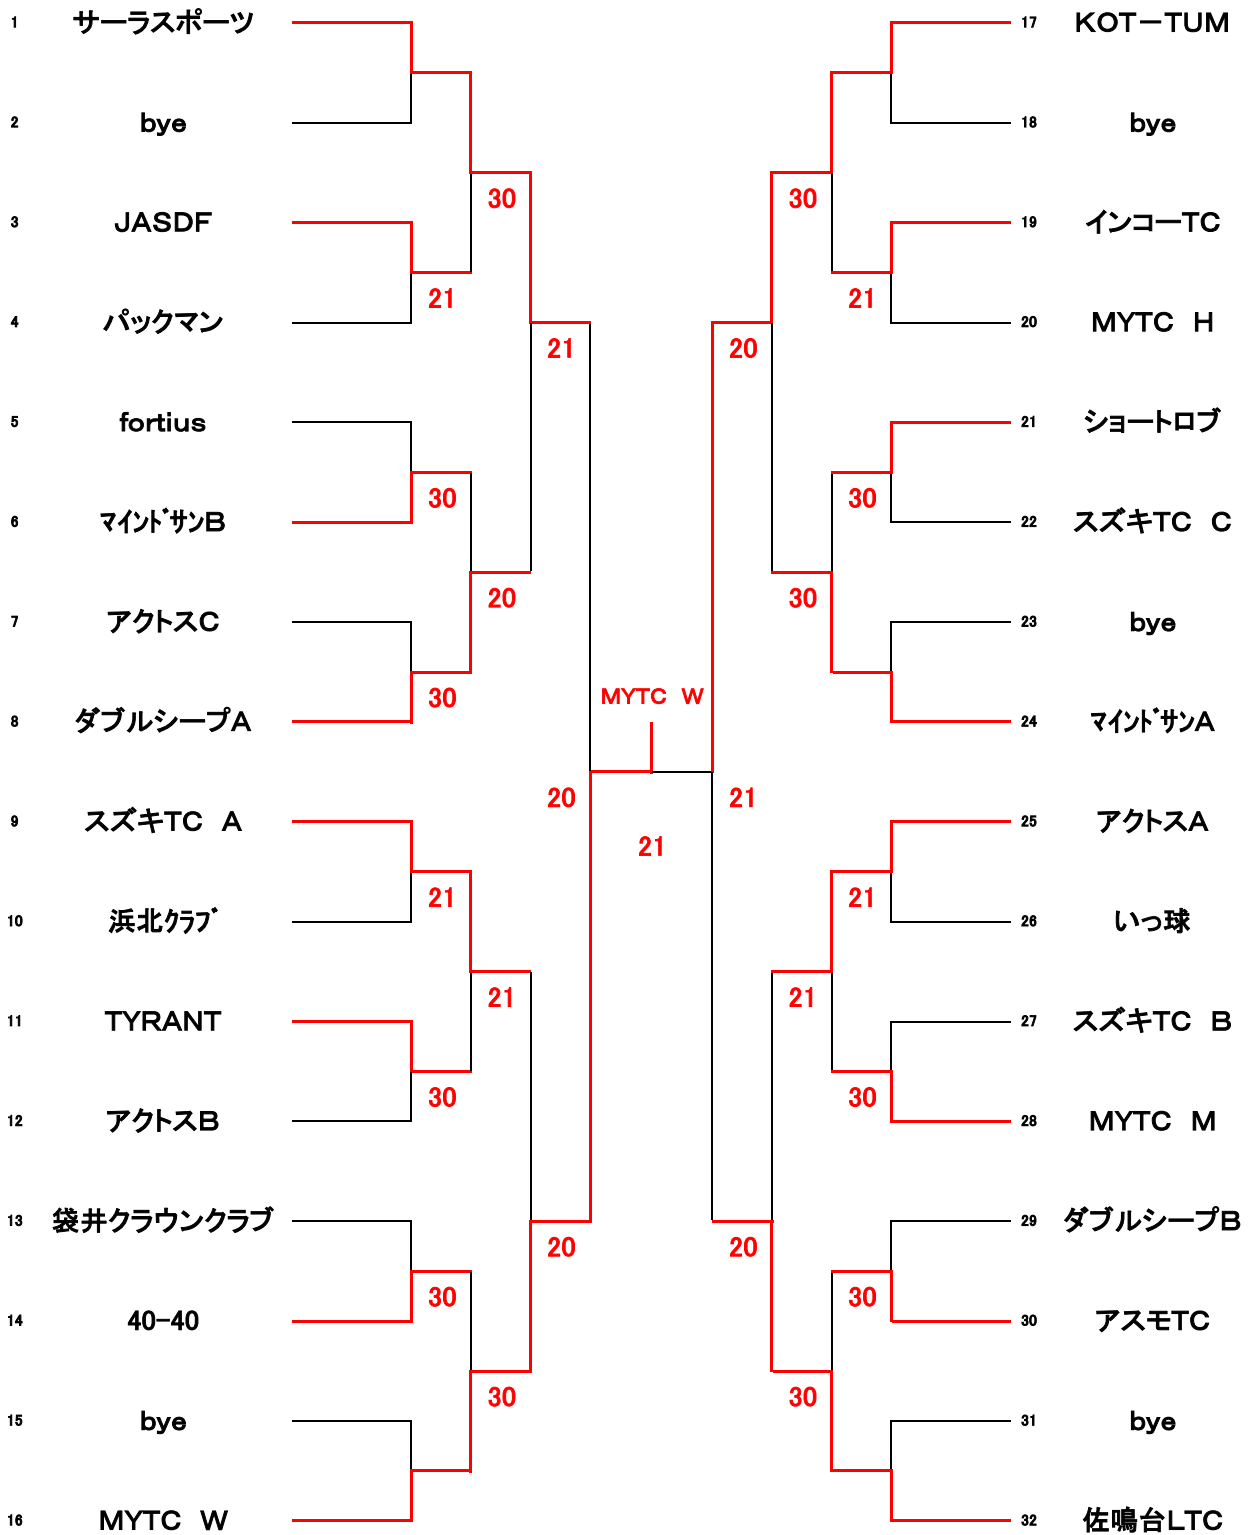 1 サーラスポーツ
17 KOT－TUM
2 bye
18 bye
30
30
3 JASDF
19 インコーTC
21
21
4 パックマン
20 MYTC　H
21
20
5 fortius
21 ショートロブ
30
30
6 ﾏｲﾝﾄﾞｻﾝB
22 スズキTC　C
20
30
7 アクトスC
23 bye
30
MYTC　W
8 ダブルシープA
24 ﾏｲﾝﾄﾞｻﾝA
20
21
9 スズキTC　A
25 アクトスA
21
21
21
10 浜北ｸﾗﾌﾞ
26 いっ球
21
21
11 TYRANT
27 スズキTC　B
30
30
12 アクトスB
28 MYTC　M
13 袋井クラウンクラブ
29 ダブルシープB
20
20
30
30
14 40-40
30 アスモTC
30
30
15 bye
31 bye
16 MYTC　W
32 佐鳴台LTC